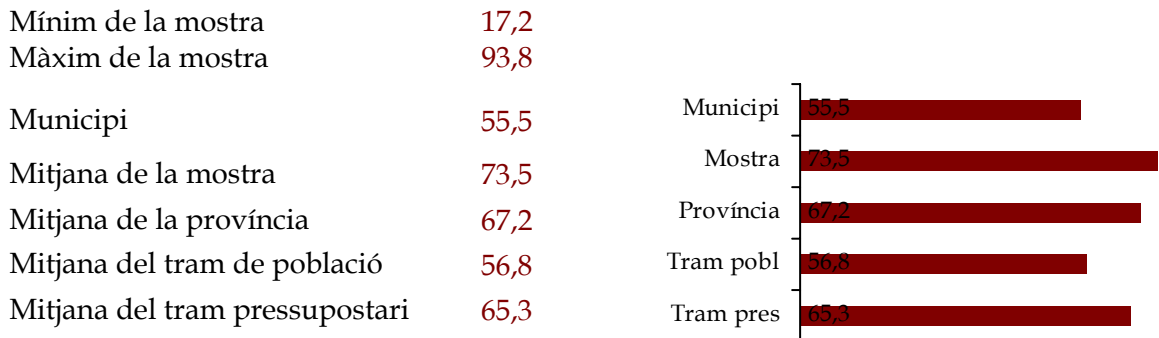 Mínim de la mostra 17,2
Màxim de la mostra 93,8
Municipi 55,5
Mitjana de la mostra 73,5
Mitjana de la província 67,2
Mitjana del tram de població 56,8
Mitjana del tram pressupostari 65,3
Municipi 55,5
Mostra 73,5
Província 67,2
Tram pobl 56,8
Tram pres 65,3